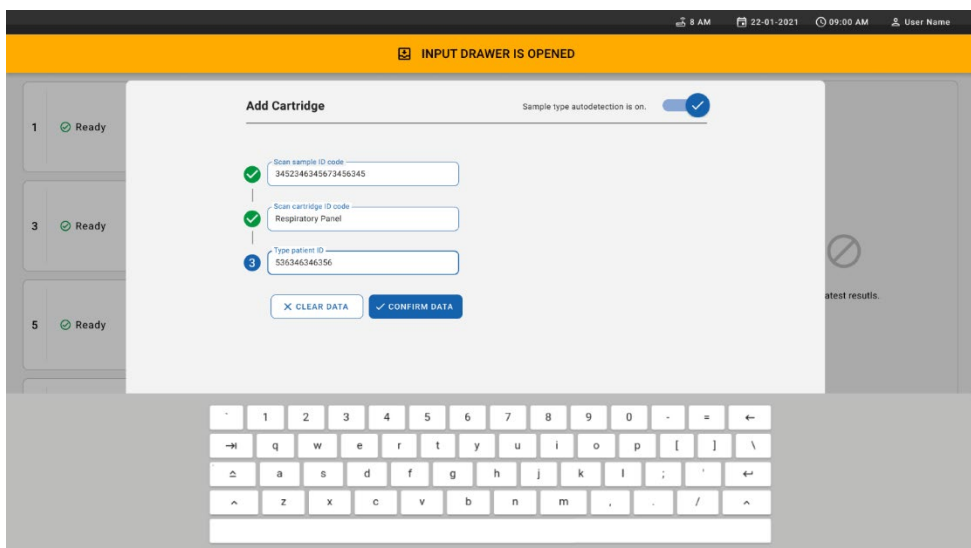 8 AM 22-01-2021 09:00 AM User Name
INPUT DRAWER IS OPENED
Add Cartridge Sample type autodetection is on.
1 Ready
Scan sample ID code
3452346345673456345
Scan cartridge ID code
Respiratory Panel
3 Ready
Type patient ID
3 536346346356
atest resutls.
CLEAR DATA CONFIRM DATA
5 Ready
` 1 2 3 4 5 6 7 8 9 0 - =
q w e r t y u i o p [ ] \
a s d f g h j k l ; '
z x c v b n m , . /